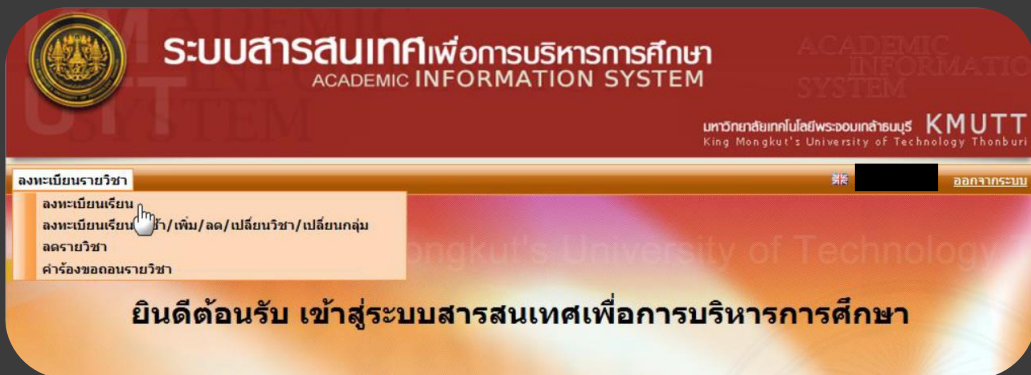 ระบบสารสนเทศเพื่อการบริหารการศึกษา
ACADEMIC INFORMATION SYSTEM
ACADEMIC
INFORMATIO
SYSTEM
มหาวิทยาลัยเทคโนโลยีพระจอมเกล้าธนบุรี KMUTT
King Mongkut's University of Technology Thonburi
ลงทะเบียนรายวิชา
ออกจากระบบ
ลงทะเบียนเรียน
ลงทะเบียนเรียน ้า/เพิ่ม/ลด/เปลี่ยนวิชา/เปลี่ยนกลุ่ม
ลดรายวิชา
คำร้องขอถอนรายวิชา
ongkut's University of Technology T
ยินดีต้อนรับ เข้าสู่ระบบสารสนเทศเพื่อการบริหารการศึกษา